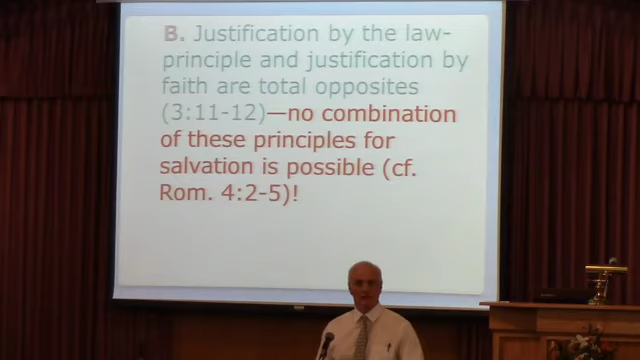 B. Justification by the law-
principle and justification by
faith are total opposites
(3:11-12)—no combination
of these principles for
salvation is possible (cf.
Rom. 4:2-5)!